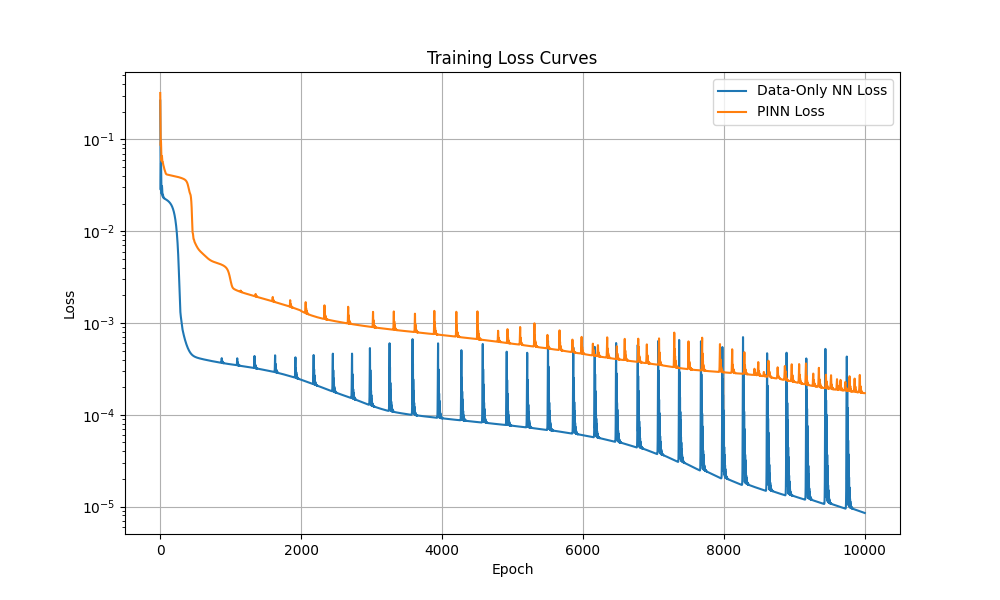 Training Loss Curves
Data-Only NN Loss
PINN Loss
Loss
10⁻¹
10⁻²
10⁻³
10⁻⁴
10⁻⁵
0 2000 4000 6000 8000 10000
Epoch